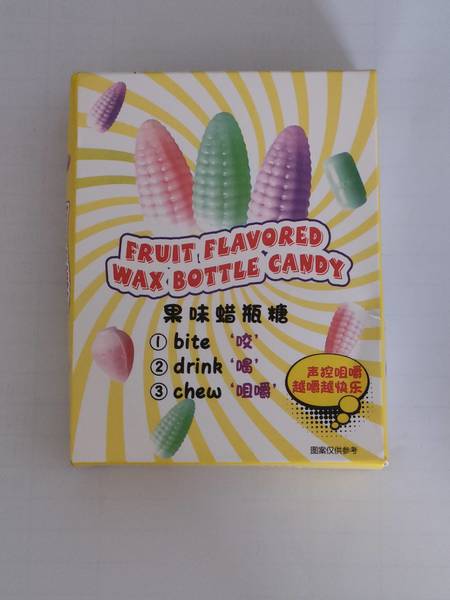 FRUIT FLAVORED
WAX BOTTLE CANDY
果味蜡瓶糖
① bite ‘咬’
② drink ‘喝’
③ chew ‘咀嚼’
声控咀嚼
越嚼越快乐
图案仅供参考